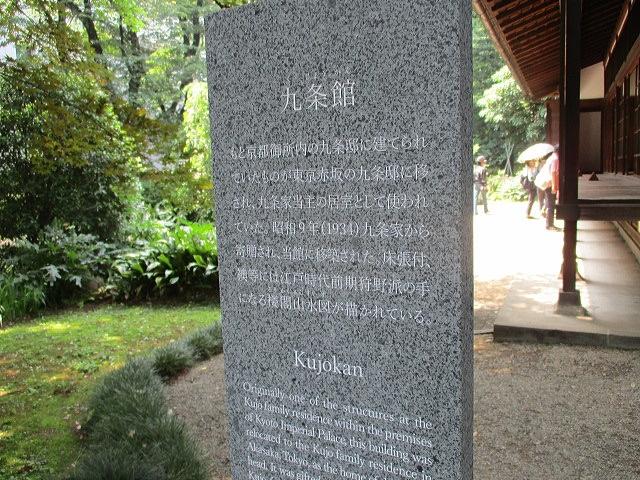 九条館
もと京都御所内の九条邸に建てられ
ていたものが東京赤坂の九条邸に移
され、九条家当主の居室として使われ
ていた。昭和9年(1934)九条家から
寄贈され、当館に移築された。床張付、
襖等には江戸時代前期狩野派の手
になる楼閣山水図が描かれている。
Kujokan
Originally one of the structures at the
Kujo family residence within the premises
of Kyoto Imperial Palace, this building was
relocated to the Kujo family residence in
Akasaka, Tokyo, as the home of
head. It was gifted